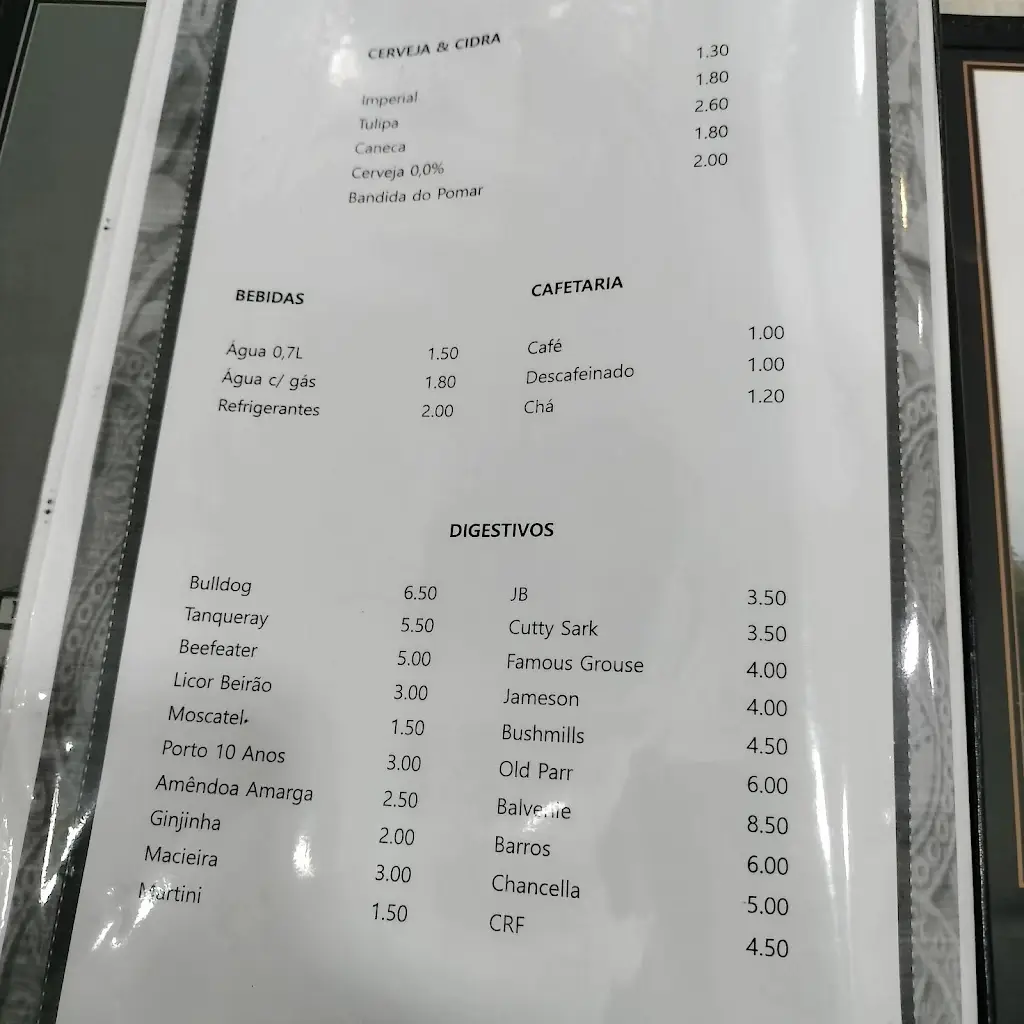 CERVEJA & CIDRA
Imperial 1.30
Tulipa 1.80
Caneca 2.60
Cerveja 0,0% 1.80
Bandida do Pomar 2.00
BEBIDAS
Água 0,7L 1.50
Água c/ gás 1.80
Refrigerantes 2.00
CAFETARIA
Café 1.00
Descafeinado 1.00
Chá 1.20
DIGESTIVOS
Bulldog 6.50
Tanqueray 5.50
Beefeater 5.00
Licor Beirão 3.00
Moscatel 1.50
Porto 10 Anos 3.00
Amêndoa Amarga 2.50
Ginjinha 2.00
Macieira 3.00
Martini 1.50
JB 3.50
Cutty Sark 3.50
Famous Grouse 4.00
Jameson 4.00
Bushmills 4.50
Old Parr 6.00
Balvenie 8.50
Barros 6.00
Chancella 5.00
CRF 4.50